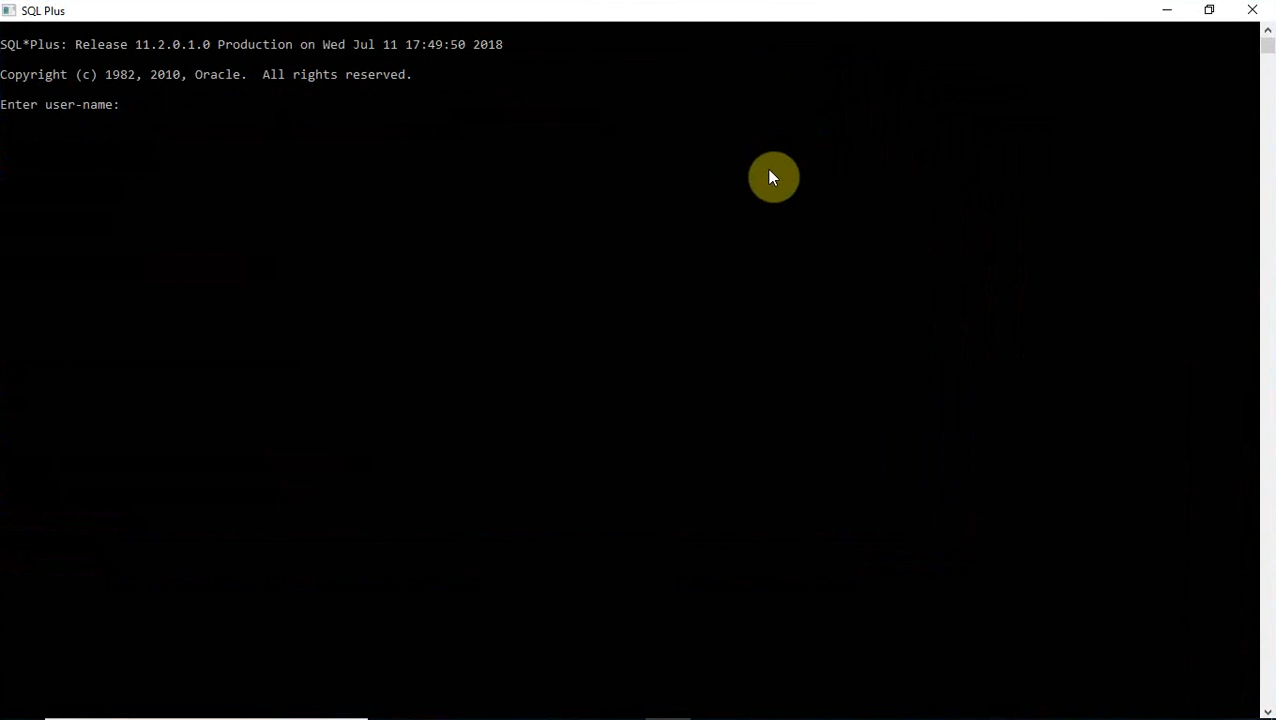 SQL Plus
SQL*Plus: Release 11.2.0.1.0 Production on Wed Jul 11 17:49:50 2018
Copyright (c) 1982, 2010, Oracle.  All rights reserved.
Enter user-name: